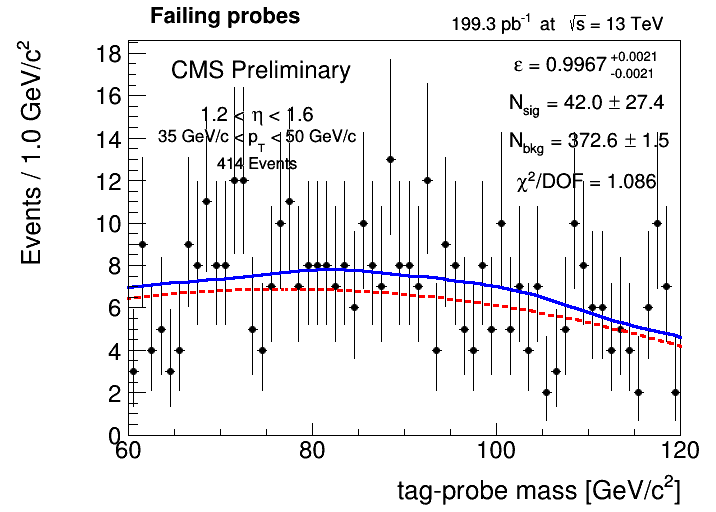 Failing probes
199.3 pb⁻¹ at √s = 13 TeV
CMS Preliminary
1.2 < η < 1.6
35 GeV/c < p_T < 50 GeV/c
414 Events
ε = 0.9967 +0.0021 -0.0021
N_sig = 42.0 ± 27.4
N_bkg = 372.6 ± 1.5
χ²/DOF = 1.086
Events / 1.0 GeV/c²
18
16
14
12
10
8
6
4
2
0
60 80 100 120
tag-probe mass [GeV/c²]